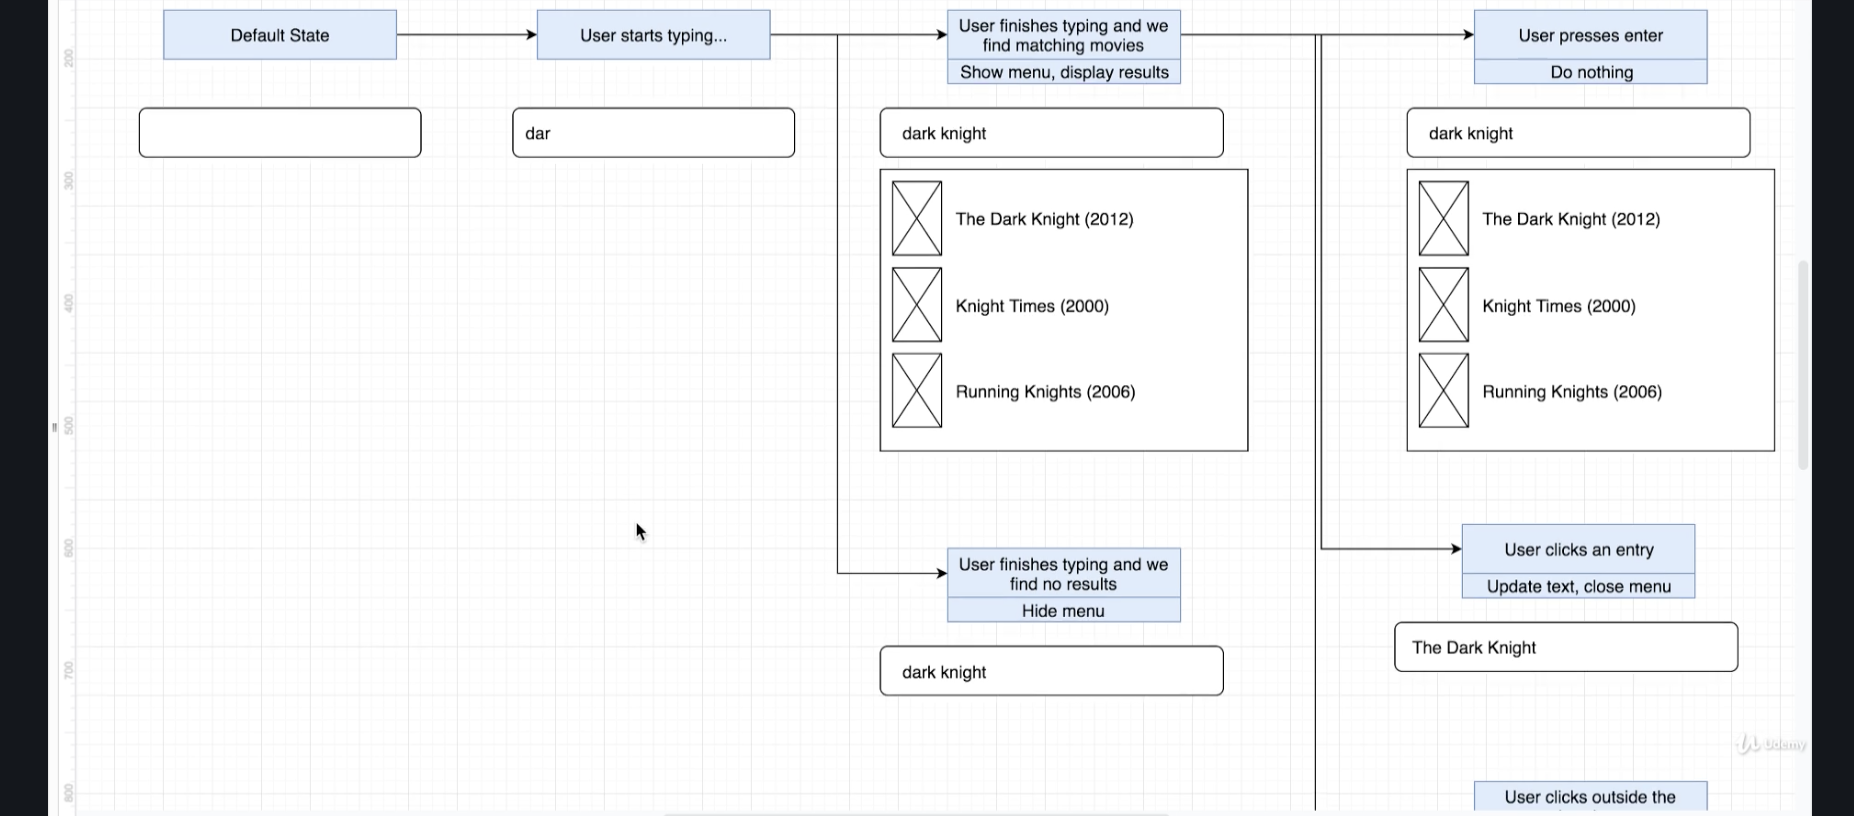 Default State
User starts typing...
User finishes typing and we
find matching movies
Show menu, display results
User presses enter
Do nothing
dar
dark knight
dark knight
The Dark Knight (2012)
Knight Times (2000)
Running Knights (2006)
The Dark Knight (2012)
Knight Times (2000)
Running Knights (2006)
User clicks an entry
Update text, close menu
The Dark Knight
User finishes typing and we
find no results
Hide menu
dark knight
User clicks outside the
Udemy
200
300
400
500
600
700
800